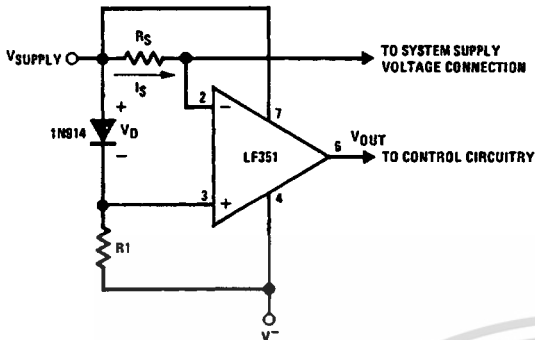 VSUPPLY
RS
IS
TO SYSTEM SUPPLY
VOLTAGE CONNECTION
2
−
7
+
1N914
VD
−
LF351
6
VOUT
TO CONTROL CIRCUITRY
3
+
4
R1
V−